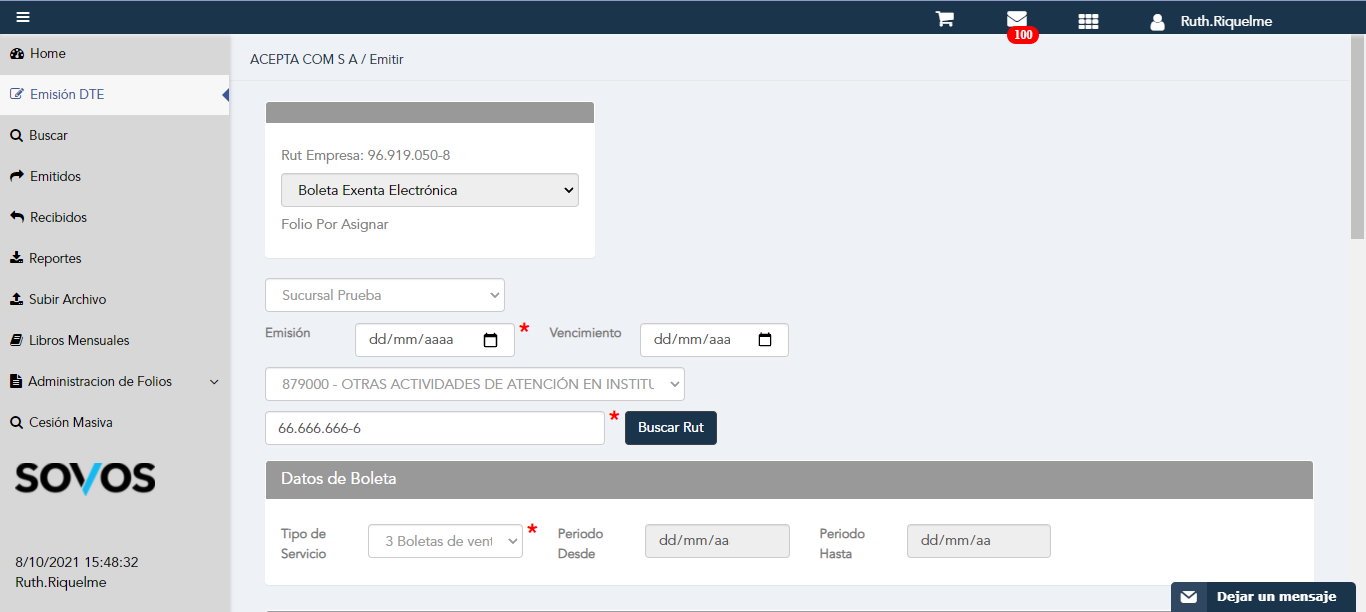 Ruth.Riquelme
100
Home
ACEPTA COM S A / Emitir
Emisión DTE
Buscar
Emitidos
Recibidos
Reportes
Subir Archivo
Libros Mensuales
Administracion de Folios
Cesión Masiva
SOVOS
8/10/2021 15:48:32
Ruth.Riquelme
Rut Empresa: 96.919.050-8
Boleta Exenta Electrónica
Folio Por Asignar
Sucursal Prueba
Emisión dd/mm/aaaa * Vencimiento dd/mm/aaa
879000 - OTRAS ACTIVIDADES DE ATENCIÓN EN INSTITU
66.666.666-6 * Buscar Rut
Datos de Boleta
Tipo de Servicio 3 Boletas de vent * Periodo Desde dd/mm/aa Periodo Hasta dd/mm/aa
Dejar un mensaje